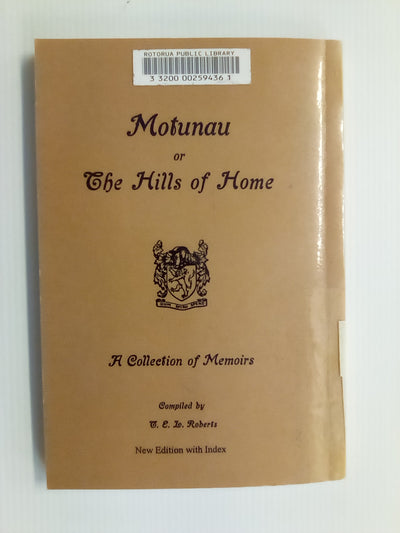 ROTORUA PUBLIC LIBRARY
3 3200 00259436 1
Motunau
or
The Hills of Home
A Collection of Memoirs
Compiled by
T. E. W. Roberts
New Edition with Index